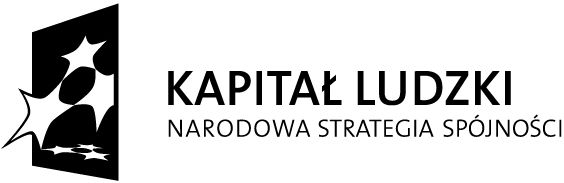 KAPITAŁ LUDZKI
NARODOWA STRATEGIA SPÓJNOŚCI